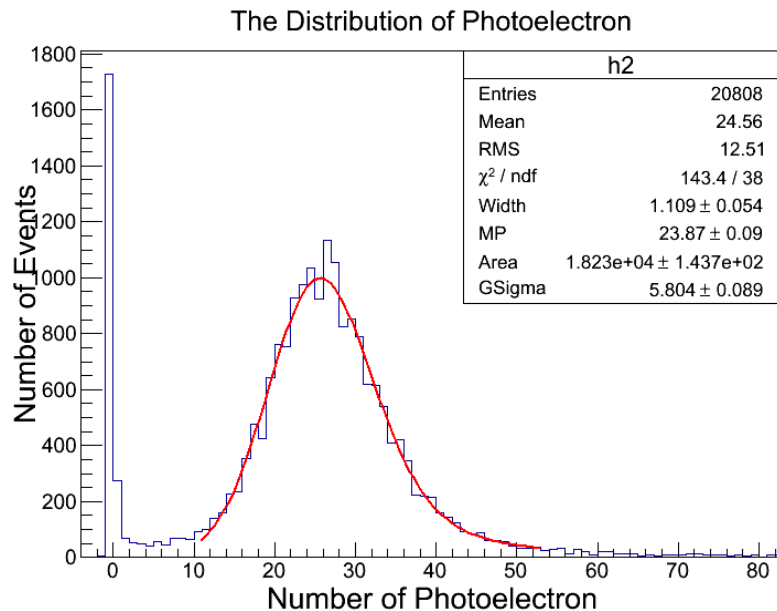 The Distribution of Photoelectron
h2
Entries 20808
Mean 24.56
RMS 12.51
χ² / ndf 143.4 / 38
Width 1.109 ± 0.054
MP 23.87 ± 0.09
Area 1.823e+04 ± 1.437e+02
GSigma 5.804 ± 0.089
Number of Events
1800
1600
1400
1200
1000
800
600
400
200
0
0 10 20 30 40 50 60 70 80
Number of Photoelectron